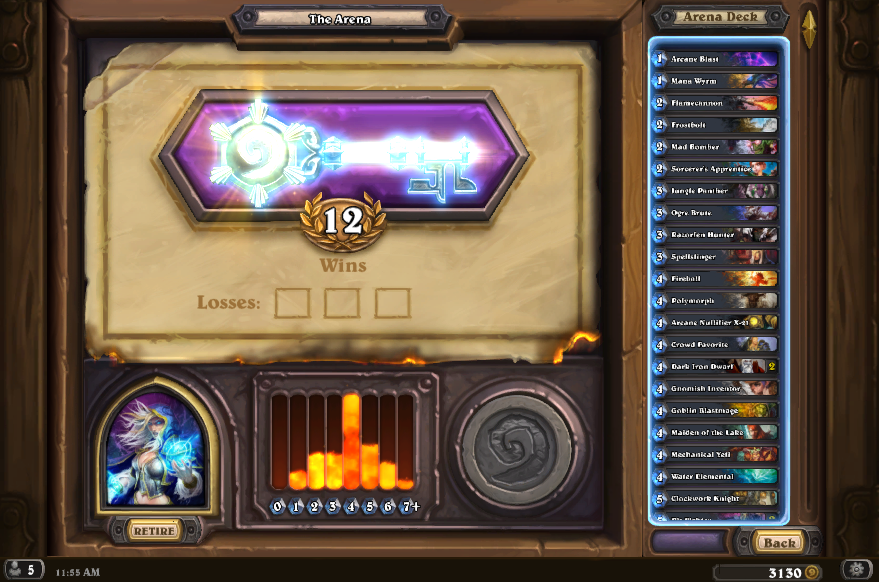 The Arena
12
Wins
Losses:
0 1 2 3 4 5 6 7+
RETIRE
Arena Deck
1 Arcane Blast
1 Mana Wyrm
2 Flamecannon
2 Frostbolt
2 Mad Bomber
2 Sorcerer's Apprentice
3 Jungle Panther
3 Ogre Brute
3 Razorfen Hunter
3 Spellslinger
4 Fireball
4 Polymorph
4 Arcane Nullifier X-21
4 Crowd Favorite
4 Dark Iron Dwarf 2
4 Gnomish Inventor
4 Goblin Blastmage
4 Maiden of the Lake
4 Mechanical Yeti
4 Water Elemental
5 Clockwork Knight
Back
5
11:55 AM
3130